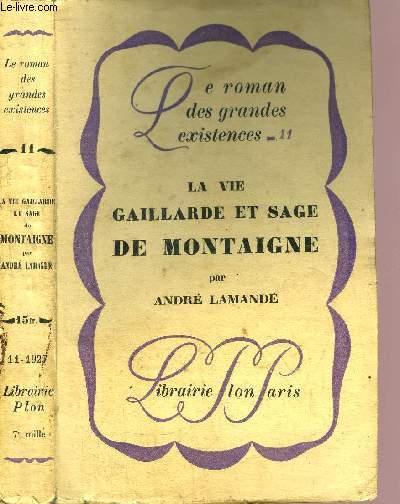 Le-livre.com
Le roman
des
grandes
existences
11
LA VIE GAILLARDE
ET SAGE
de
MONTAIGNE
par
ANDRÉ LAMANDÉ
15 fr.
11-1927
Librairie
Plon
7e mille
Le roman
des grandes
existences _ 11
LA VIE
GAILLARDE ET SAGE
DE MONTAIGNE
par
ANDRÉ LAMANDÉ
Librairie Plon Paris